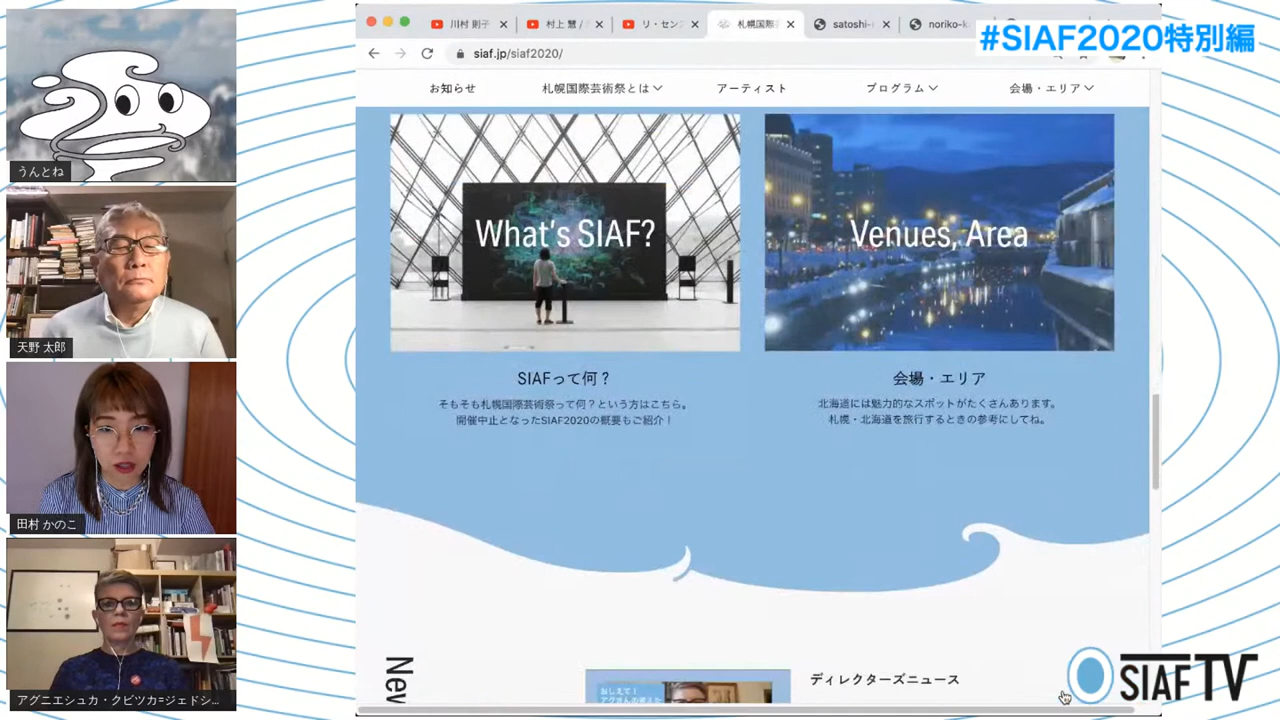 #SIAF2020特別編
うんとね
天野 太郎
田村 かのこ
アグニエシュカ・クビツカ=ジェドシ...
川村 則子
村上 慧 /
リ・セン
札幌国際
satoshi-
noriko-k
siaf.jp/siaf2020/
お知らせ
札幌国際芸術祭とは
アーティスト
プログラム
会場・エリア
What's SIAF?
Venues, Area
SIAFって何？
そもそも札幌国際芸術祭って何？という方はこちら。
開催中止となったSIAF2020の概要もご紹介！
会場・エリア
北海道には魅力的なスポットがたくさんあります。
札幌・北海道を旅行するときの参考にしてね。
New
おしえて！
ディレクターズニュース
SIAF TV